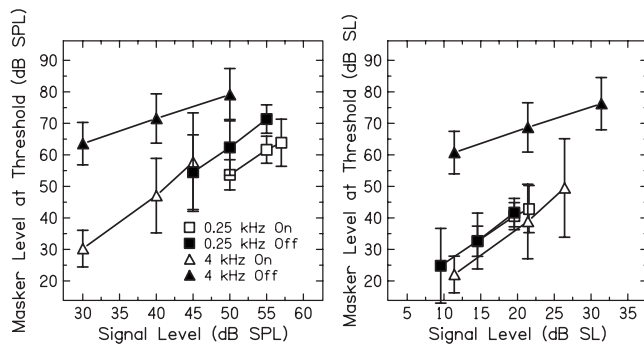 Masker Level at Threshold (dB SPL)
90
80
70
60
50
40
30
20
30 35 40 45 50 55 60
Signal Level (dB SPL)
0.25 kHz On
0.25 kHz Off
4 kHz On
4 kHz Off
Masker Level at Threshold (dB SL)
90
80
70
60
50
40
30
20
5 10 15 20 25 30 35
Signal Level (dB SL)